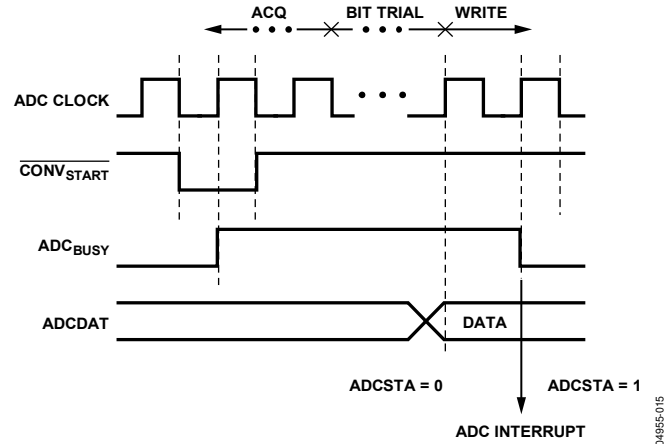 ACQ BIT TRIAL WRITE
ADC CLOCK
CONVSTART
ADCBUSY
ADCDAT
DATA
ADCSTA = 0 ADCSTA = 1
ADC INTERRUPT
04955-015